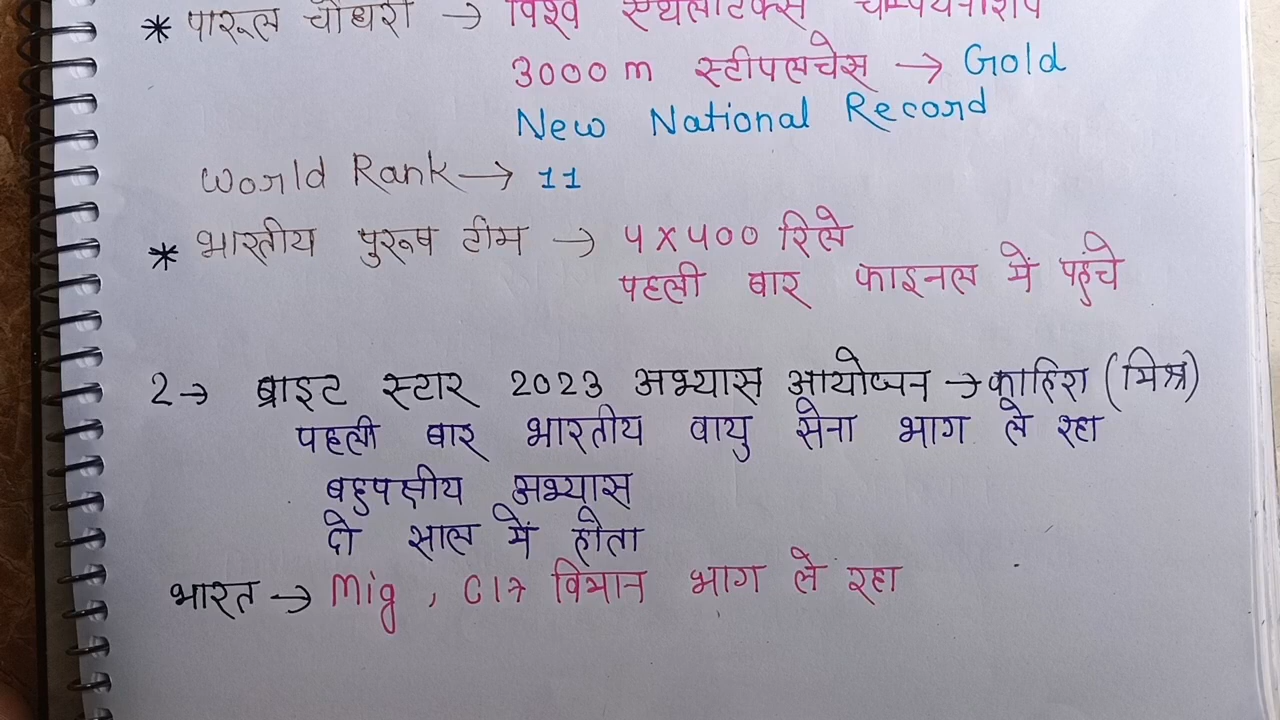 * पारूल चौधरी → विश्व एथलेटिक्स चैम्पियनशिप
3000 m स्टीपलचेस → Gold
New National Record
World Rank → 11
* भारतीय पुरूष टीम → 4 x 400 रिले
पहली बार फाइनल में पहुंचे
2→ ब्राइट स्टार 2023 अभ्यास आयोजन → काहिरा (मिश्र)
पहली बार भारतीय वायु सेना भाग ले रहा
बहुपक्षीय अभ्यास
दो साल में होता
भारत → Mig , C17 विमान भाग ले रहा